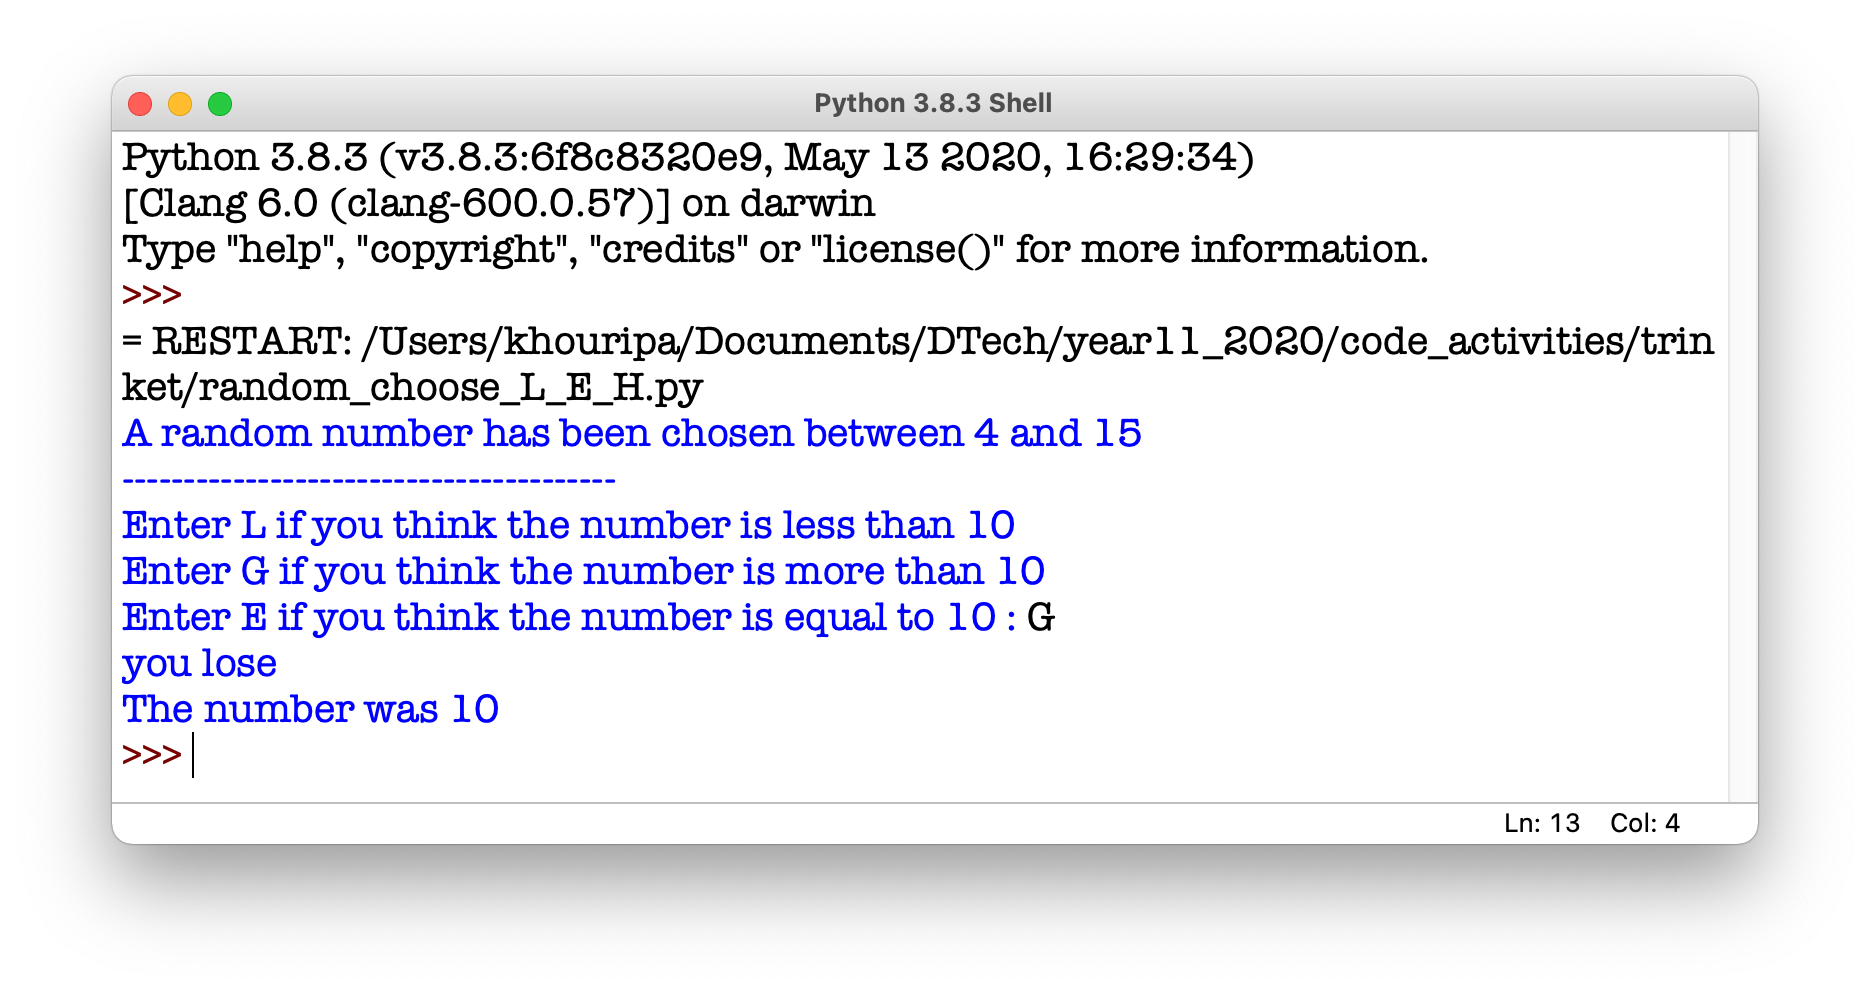 Python 3.8.3 Shell
Python 3.8.3 (v3.8.3:6f8c8320e9, May 13 2020, 16:29:34)
[Clang 6.0 (clang-600.0.57)] on darwin
Type "help", "copyright", "credits" or "license()" for more information.
>>>
= RESTART: /Users/khouripa/Documents/DTech/year11_2020/code_activities/trin
ket/random_choose_L_E_H.py
A random number has been chosen between 4 and 15
----------------------------------------
Enter L if you think the number is less than 10
Enter G if you think the number is more than 10
Enter E if you think the number is equal to 10 : G
you lose
The number was 10
>>>
Ln: 13 Col: 4